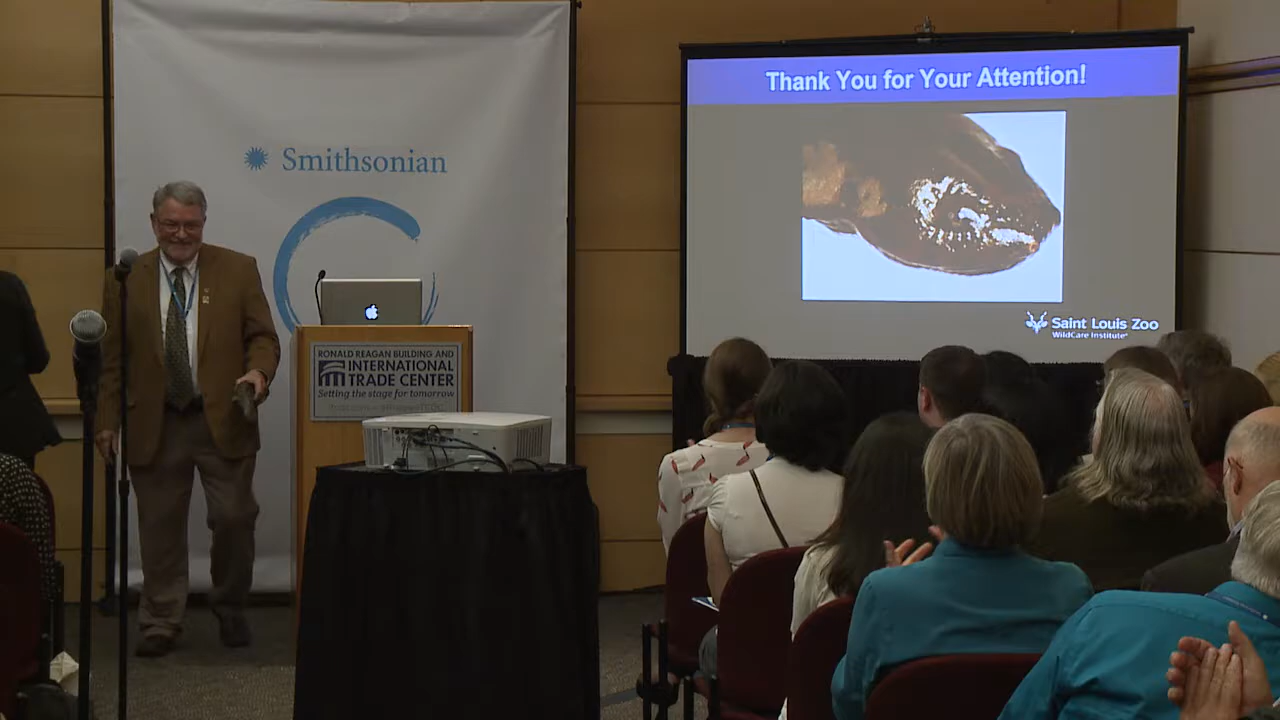 Smithsonian
RONALD REAGAN BUILDING AND
INTERNATIONAL
TRADE CENTER
Setting the stage for tomorrow
Thank You for Your Attention!
Saint Louis Zoo
WildCare Institute